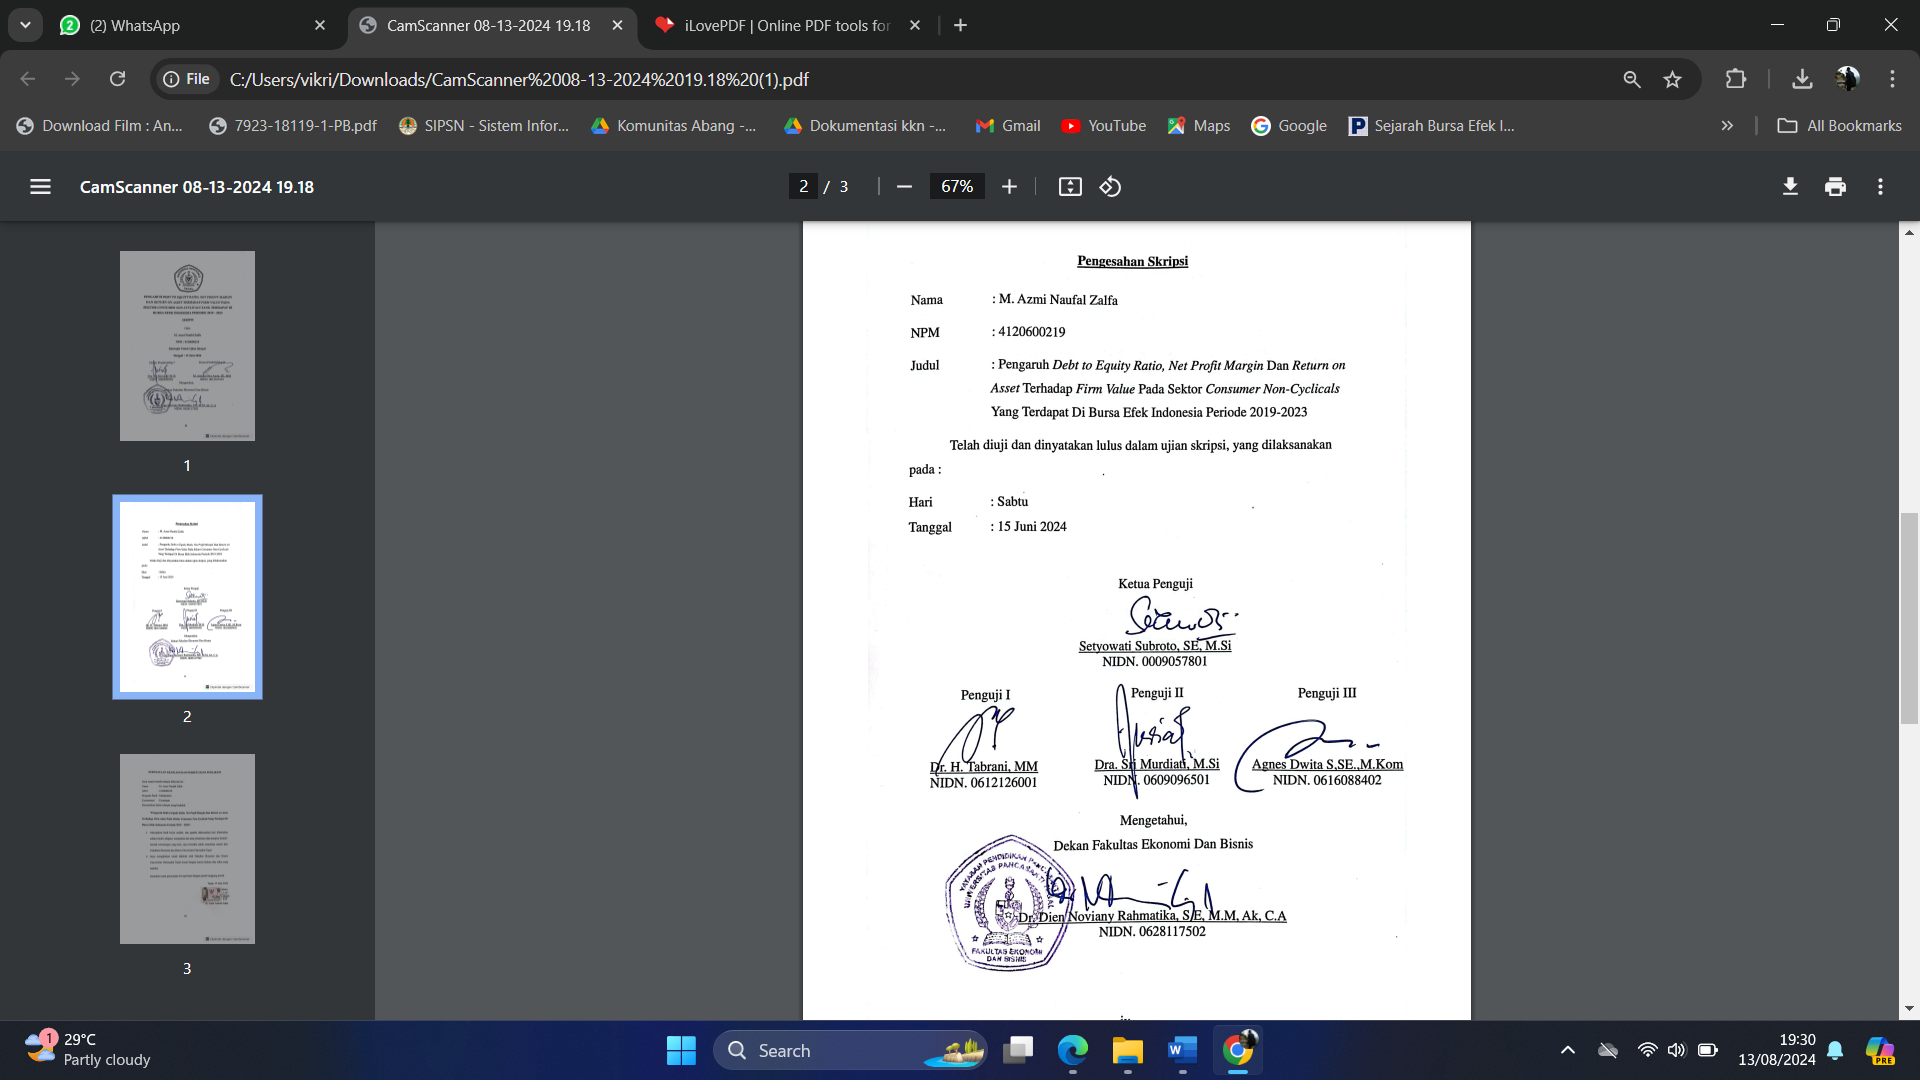 (2) WhatsApp
CamScanner 08-13-2024 19.18
iLovePDF | Online PDF tools for
File
C:/Users/vikri/Downloads/CamScanner%2008-13-2024%2019.18%20(1).pdf
Download Film : An...
7923-18119-1-PB.pdf
SIPSN - Sistem Infor...
Komunitas Abang -...
Dokumentasi kkn -...
Gmail
YouTube
Maps
Google
Sejarah Bursa Efek I...
All Bookmarks
CamScanner 08-13-2024 19.18
2 / 3
67%
1
2
3
Pengesahan Skripsi
Nama : M. Azmi Naufal Zalfa
NPM : 4120600219
Judul : Pengaruh Debt to Equity Ratio, Net Profit Margin Dan Return on
Asset Terhadap Firm Value Pada Sektor Consumer Non-Cyclicals
Yang Terdapat Di Bursa Efek Indonesia Periode 2019-2023
Telah diuji dan dinyatakan lulus dalam ujian skripsi, yang dilaksanakan
pada :
Hari : Sabtu
Tanggal : 15 Juni 2024
Ketua Penguji
Setyowati Subroto, SE, M.Si
NIDN. 0009057801
Penguji I
Dr. H. Tabrani, MM
NIDN. 0612126001
Penguji II
Dra. Sri Murdiati, M.Si
NIDN. 0609096501
Penguji III
Agnes Dwita S,SE.,M.Kom
NIDN. 0616088402
Mengetahui,
Dekan Fakultas Ekonomi Dan Bisnis
YAYASAN PENDIDIKAN
UNIVERSITAS PANCASAKTI TEGAL
FAKULTAS EKONOMI
DAN BISNIS
Dr. Dien Noviany Rahmatika, S.E, M.M, Ak, C.A
NIDN. 0628117502
1
29°C
Partly cloudy
Search
PRE
19:30
13/08/2024